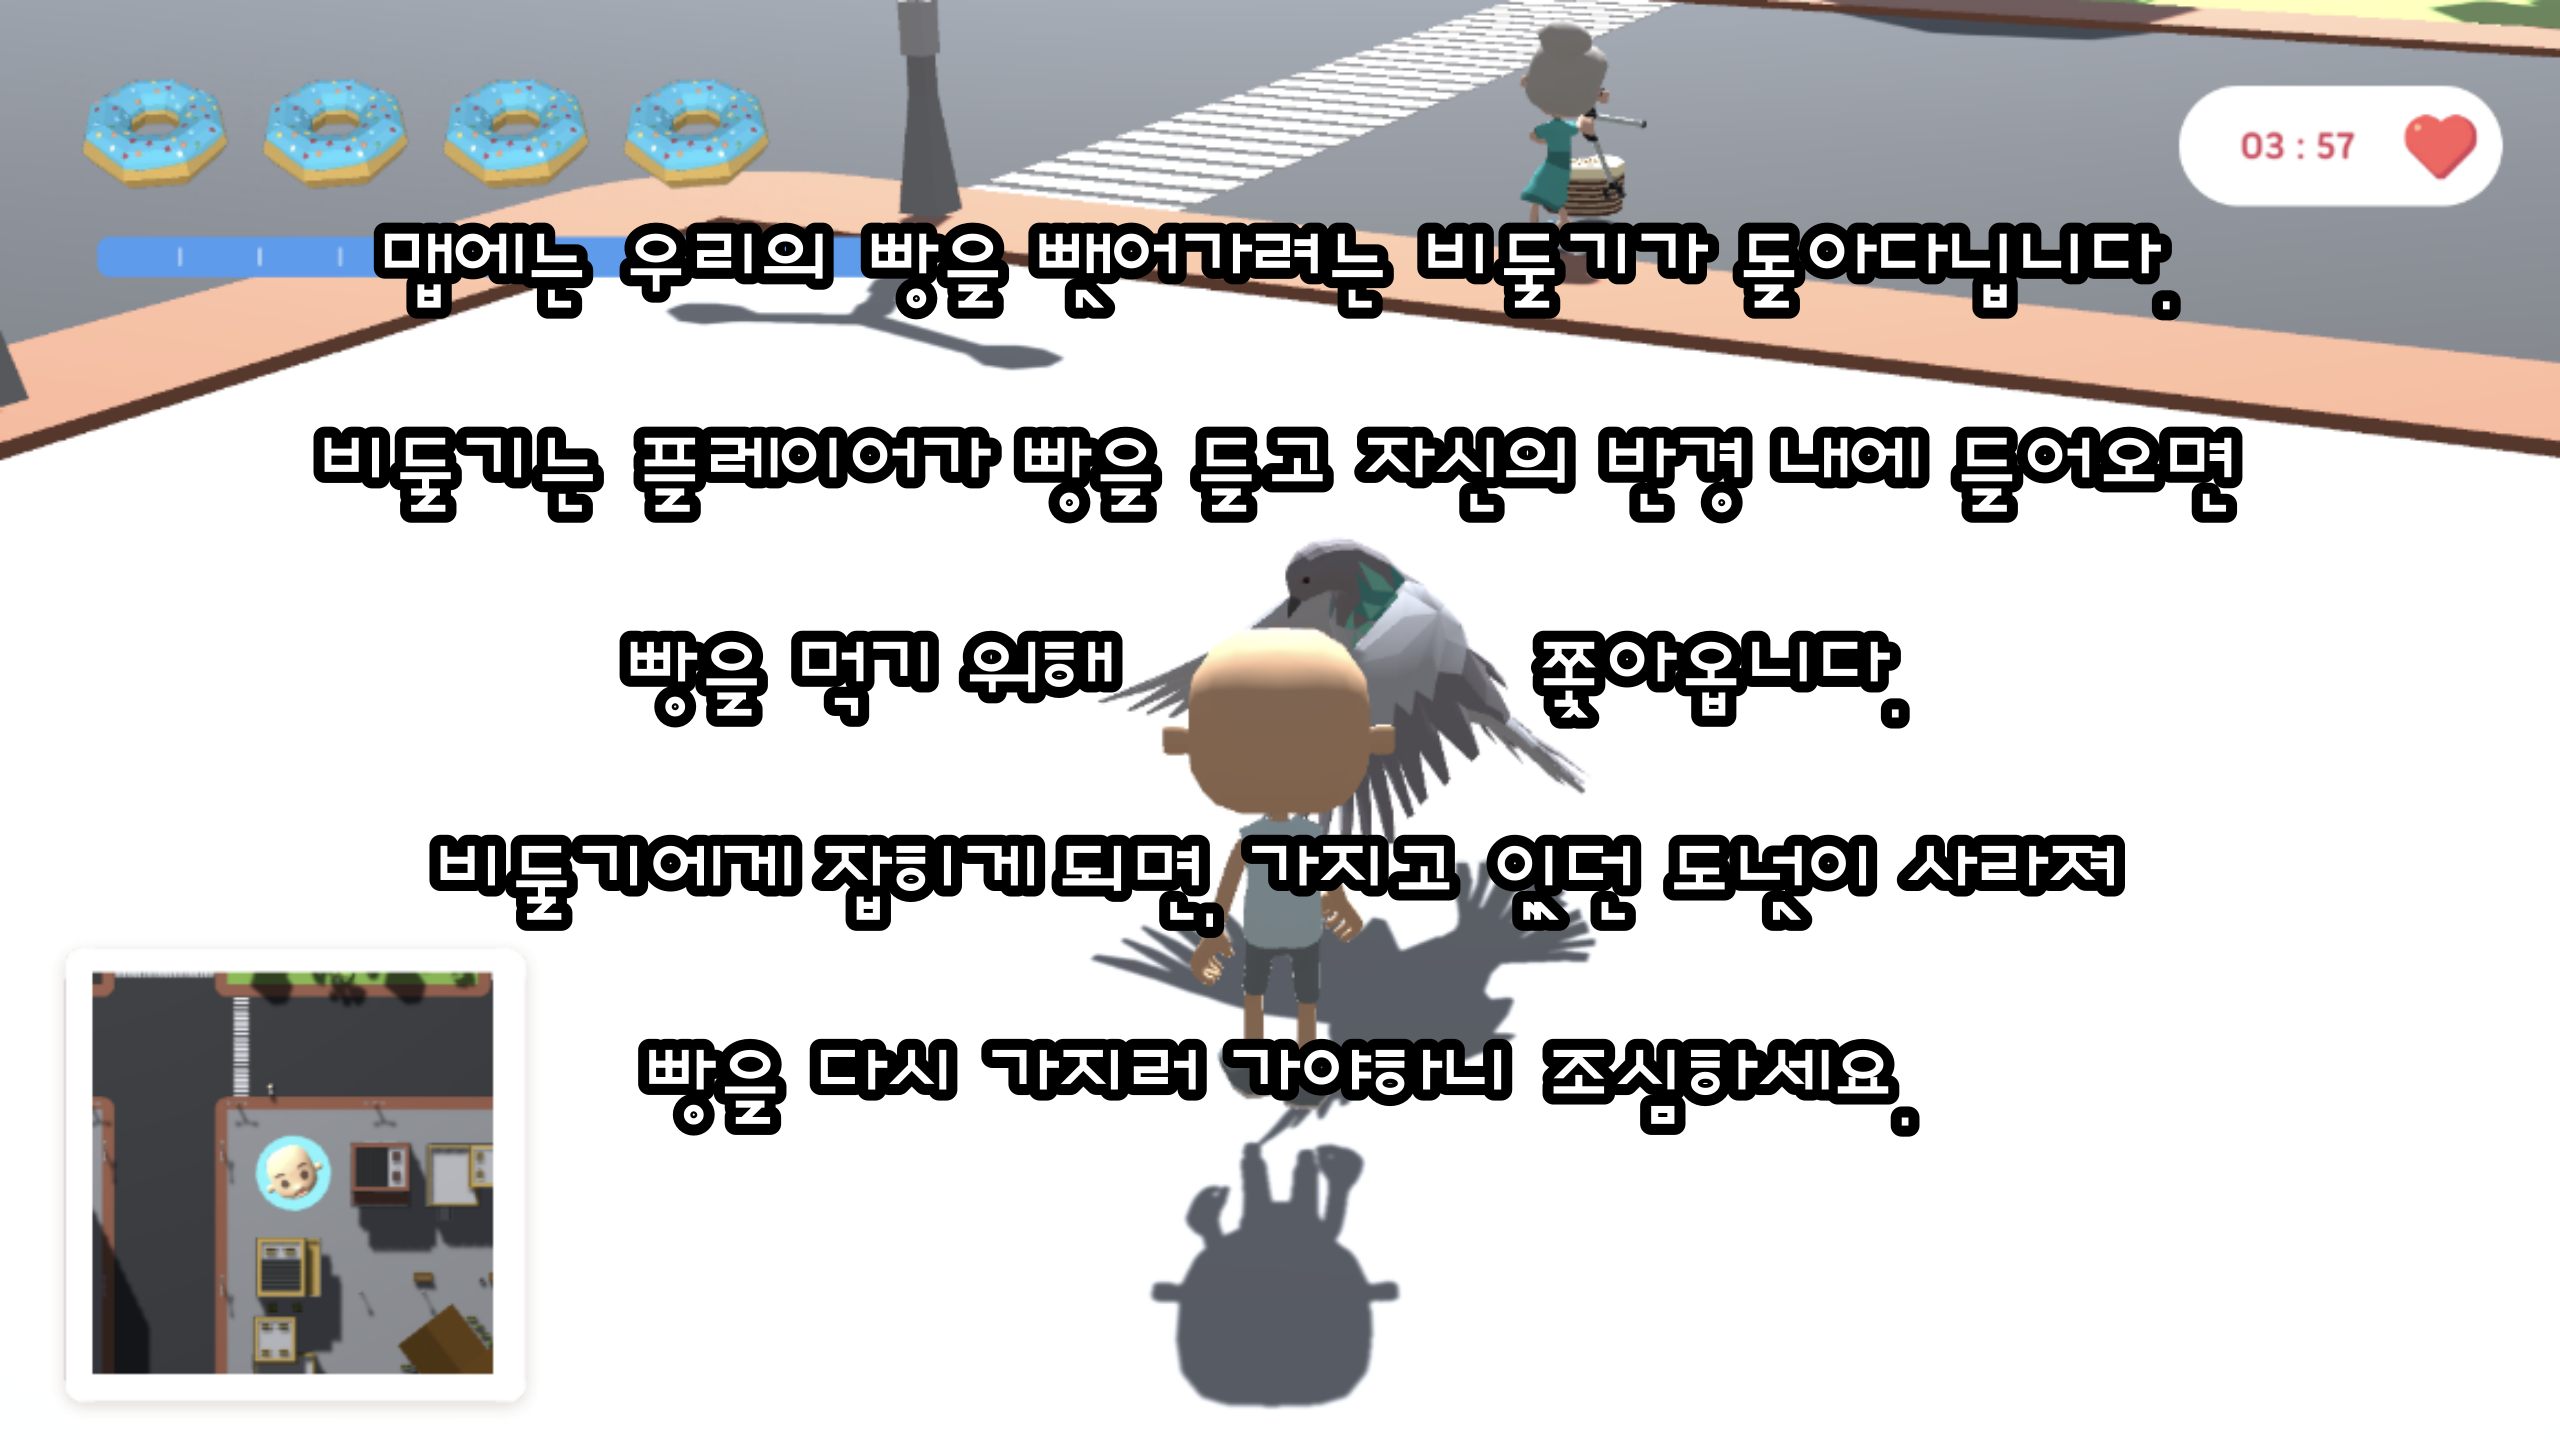 03 : 57
맵에는 우리의 빵을 뺏어가려는 비둘기가 돌아다닙니다.
비둘기는 플레이어가 빵을 들고 자신의 반경 내에 들어오면
빵을 먹기 위해 쫓아옵니다.
비둘기에게 잡히게 되면, 가지고 있던 도넛이 사라져
빵을 다시 가지러 가야하니 조심하세요.